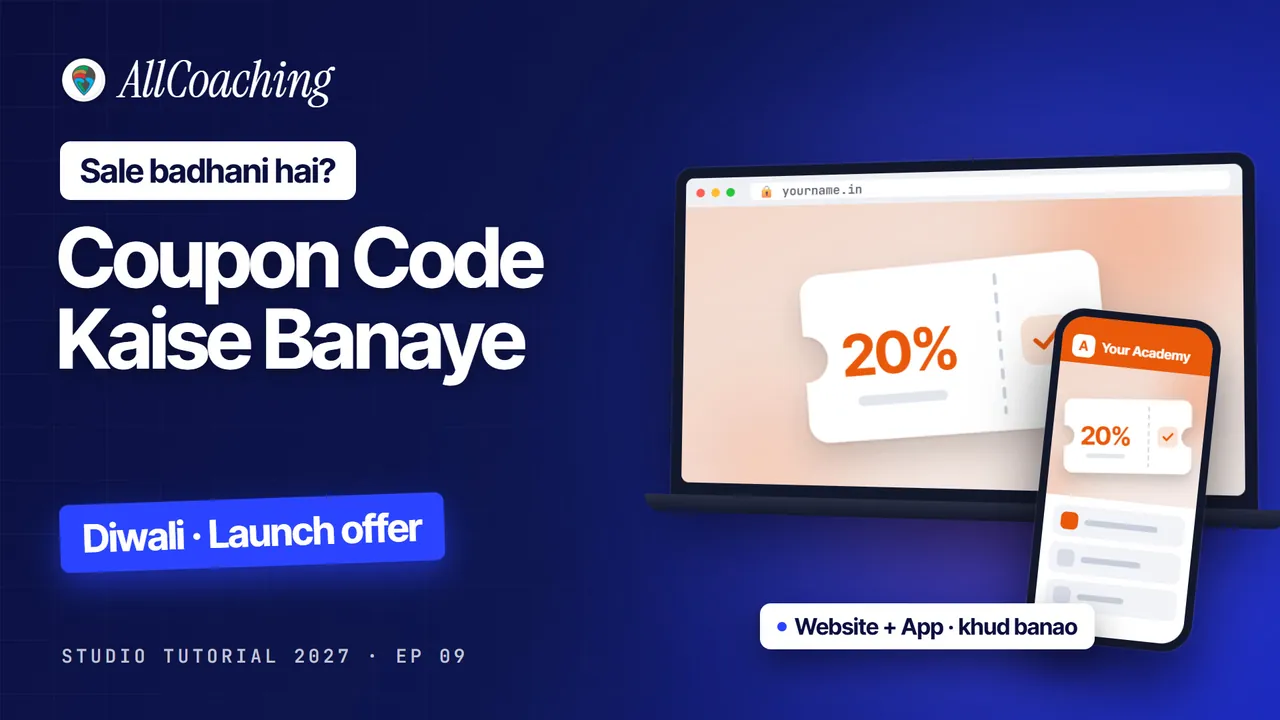 AllCoaching
Sale badhani hai?
Coupon Code
Kaise Banaye
Diwali · Launch offer
STUDIO TUTORIAL 2027 · EP 09
yourname.in
20%
A Your Academy
20%
Website + App · khud banao